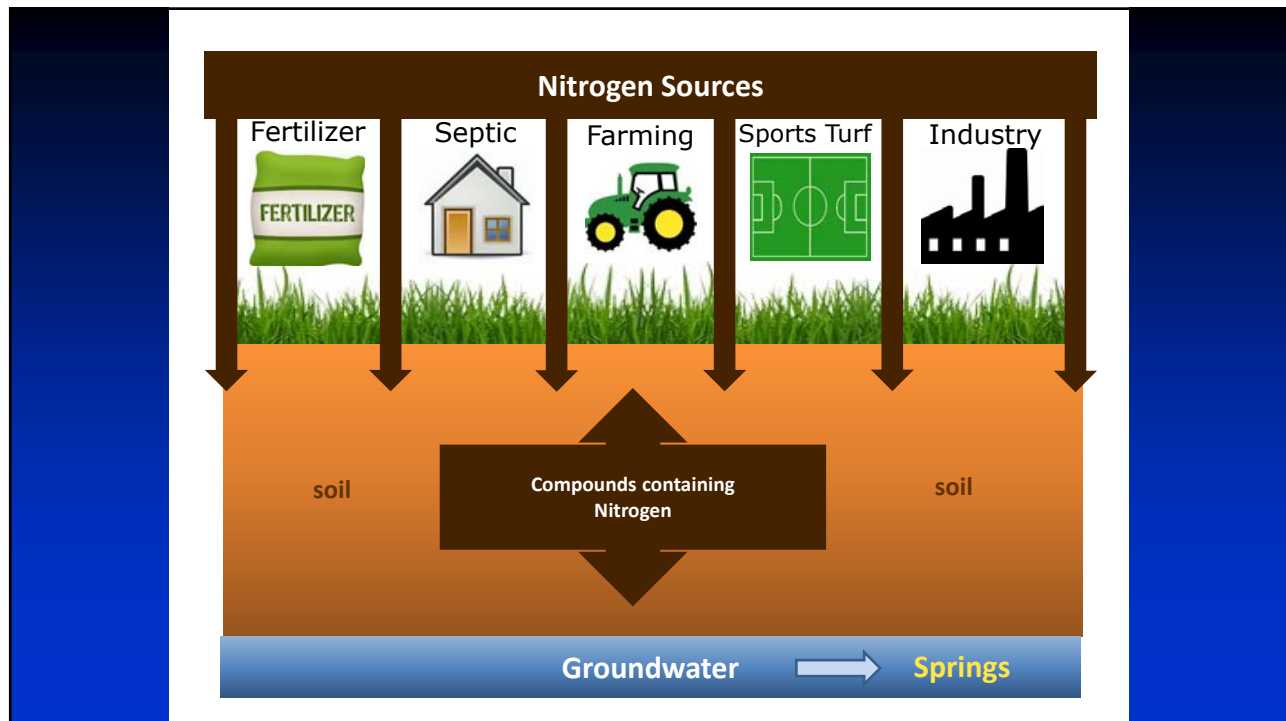 Nitrogen Sources
Fertilizer
Septic
Farming
Sports Turf
Industry
FERTILIZER
soil
Compounds containing
Nitrogen
soil
Groundwater
Springs